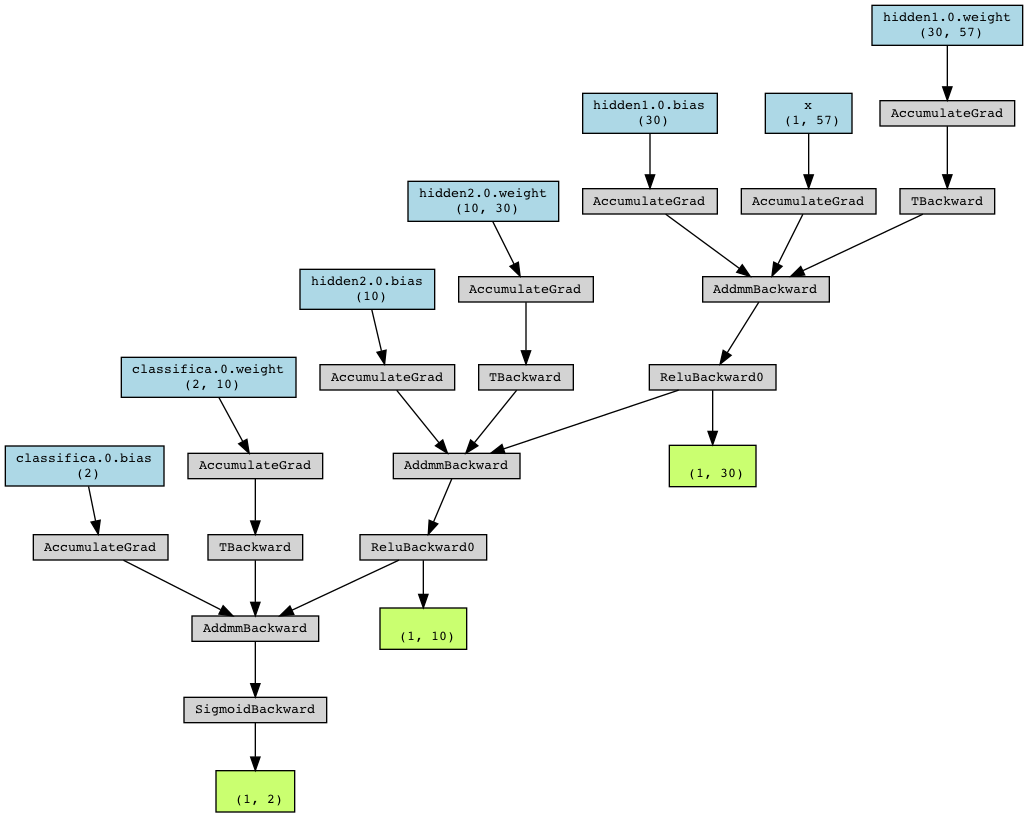 hidden1.0.weight
(30, 57)
hidden1.0.bias
(30)
x
(1, 57)
AccumulateGrad
hidden2.0.weight
(10, 30)
AccumulateGrad
AccumulateGrad
TBackward
hidden2.0.bias
(10)
AccumulateGrad
AddmmBackward
classifica.0.weight
(2, 10)
AccumulateGrad
TBackward
ReluBackward0
classifica.0.bias
(2)
AccumulateGrad
AddmmBackward
(1, 30)
AccumulateGrad
TBackward
ReluBackward0
AddmmBackward
(1, 10)
SigmoidBackward
(1, 2)